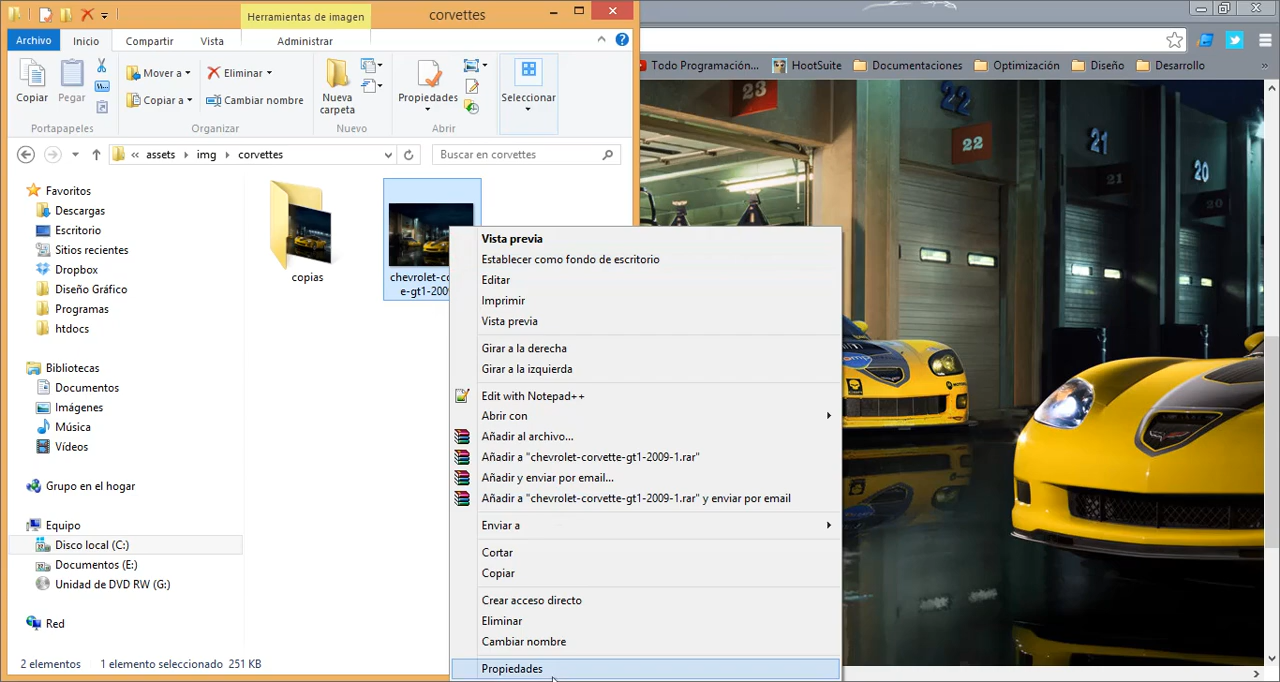 Herramientas de imagen
corvettes
Archivo
Inicio
Compartir
Vista
Administrar
Copiar
Pegar
Portapapeles
Mover a
Copiar a
Eliminar
Cambiar nombre
Organizar
Nueva
carpeta
Nuevo
Propiedades
Abrir
Seleccionar
« assets
img
corvettes
Buscar en corvettes
Favoritos
Descargas
Escritorio
Sitios recientes
Dropbox
Diseño Gráfico
Programas
htdocs
Bibliotecas
Documentos
Imágenes
Música
Vídeos
Grupo en el hogar
Equipo
Disco local (C:)
Documentos (E:)
Unidad de DVD RW (G:)
Red
copias
chevrolet-co
e-gt1-2009
2 elementos
1 elemento seleccionado 251 KB
Vista previa
Establecer como fondo de escritorio
Editar
Imprimir
Vista previa
Girar a la derecha
Girar a la izquierda
Edit with Notepad++
Abrir con
Añadir al archivo...
Añadir a "chevrolet-corvette-gt1-2009-1.rar"
Añadir y enviar por email...
Añadir a "chevrolet-corvette-gt1-2009-1.rar" y enviar por email
Enviar a
Cortar
Copiar
Crear acceso directo
Eliminar
Cambiar nombre
Propiedades
Todo Programación...
HootSuite
Documentaciones
Optimización
Diseño
Desarrollo
»
23
22
22
21
21
20
20